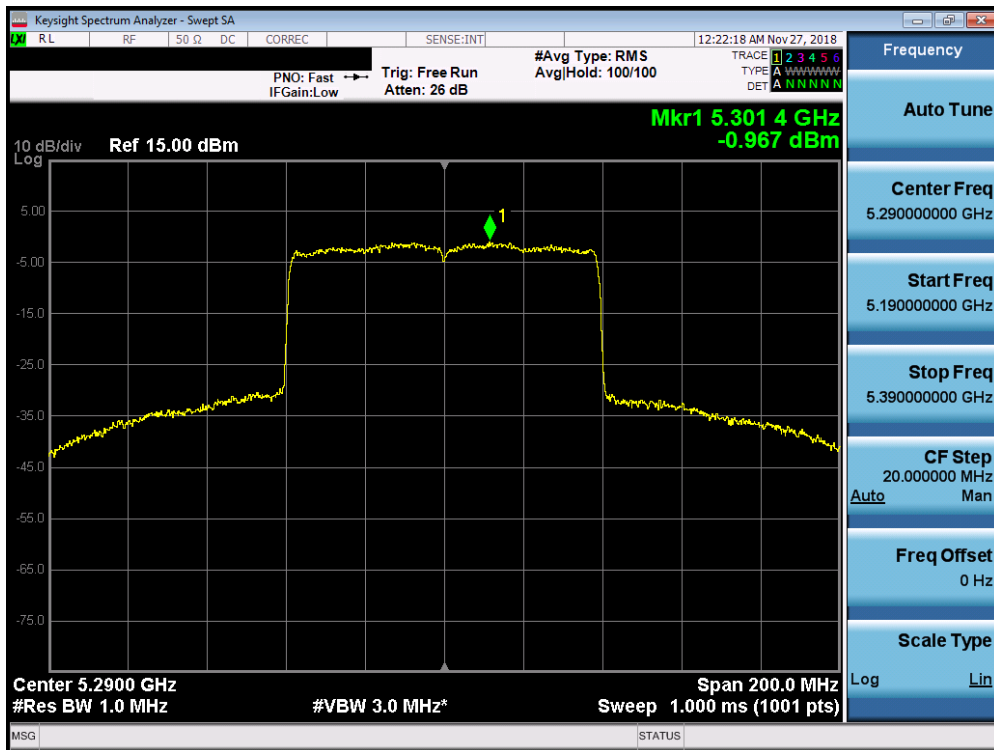 Keysight Spectrum Analyzer - Swept SA
LXI RL RF 50 Ω DC CORREC SENSE:INT 12:22:18 AM Nov 27, 2018
PNO: Fast Trig: Free Run #Avg Type: RMS TRACE 1 2 3 4 5 6
IFGain:Low Atten: 26 dB Avg|Hold: 100/100 TYPE A WWWWW
DET A N N N N N
Mkr1 5.301 4 GHz
-0.967 dBm
10 dB/div Ref 15.00 dBm
Log
1
5.00
-5.00
-15.0
-25.0
-35.0
-45.0
-55.0
-65.0
-75.0
Center 5.2900 GHz Span 200.0 MHz
#Res BW 1.0 MHz #VBW 3.0 MHz* Sweep 1.000 ms (1001 pts)
MSG STATUS
Frequency
Auto Tune
Center Freq
5.290000000 GHz
Start Freq
5.190000000 GHz
Stop Freq
5.390000000 GHz
CF Step
20.000000 MHz
Auto Man
Freq Offset
0 Hz
Scale Type
Log Lin